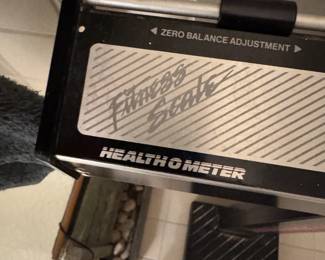 ◄ ZERO BALANCE ADJUSTMENT ►
Fitness
Scale
HEALTH O METER